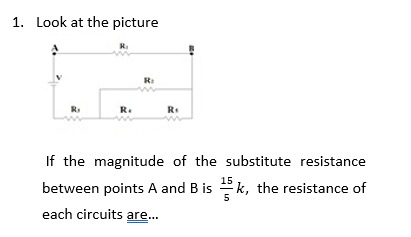 1. Look at the picture
A R₁ B
V R₂
R₃ R₄ R₅
If the magnitude of the substitute resistance
between points A and B is 15/5 k, the resistance of
each circuits are...